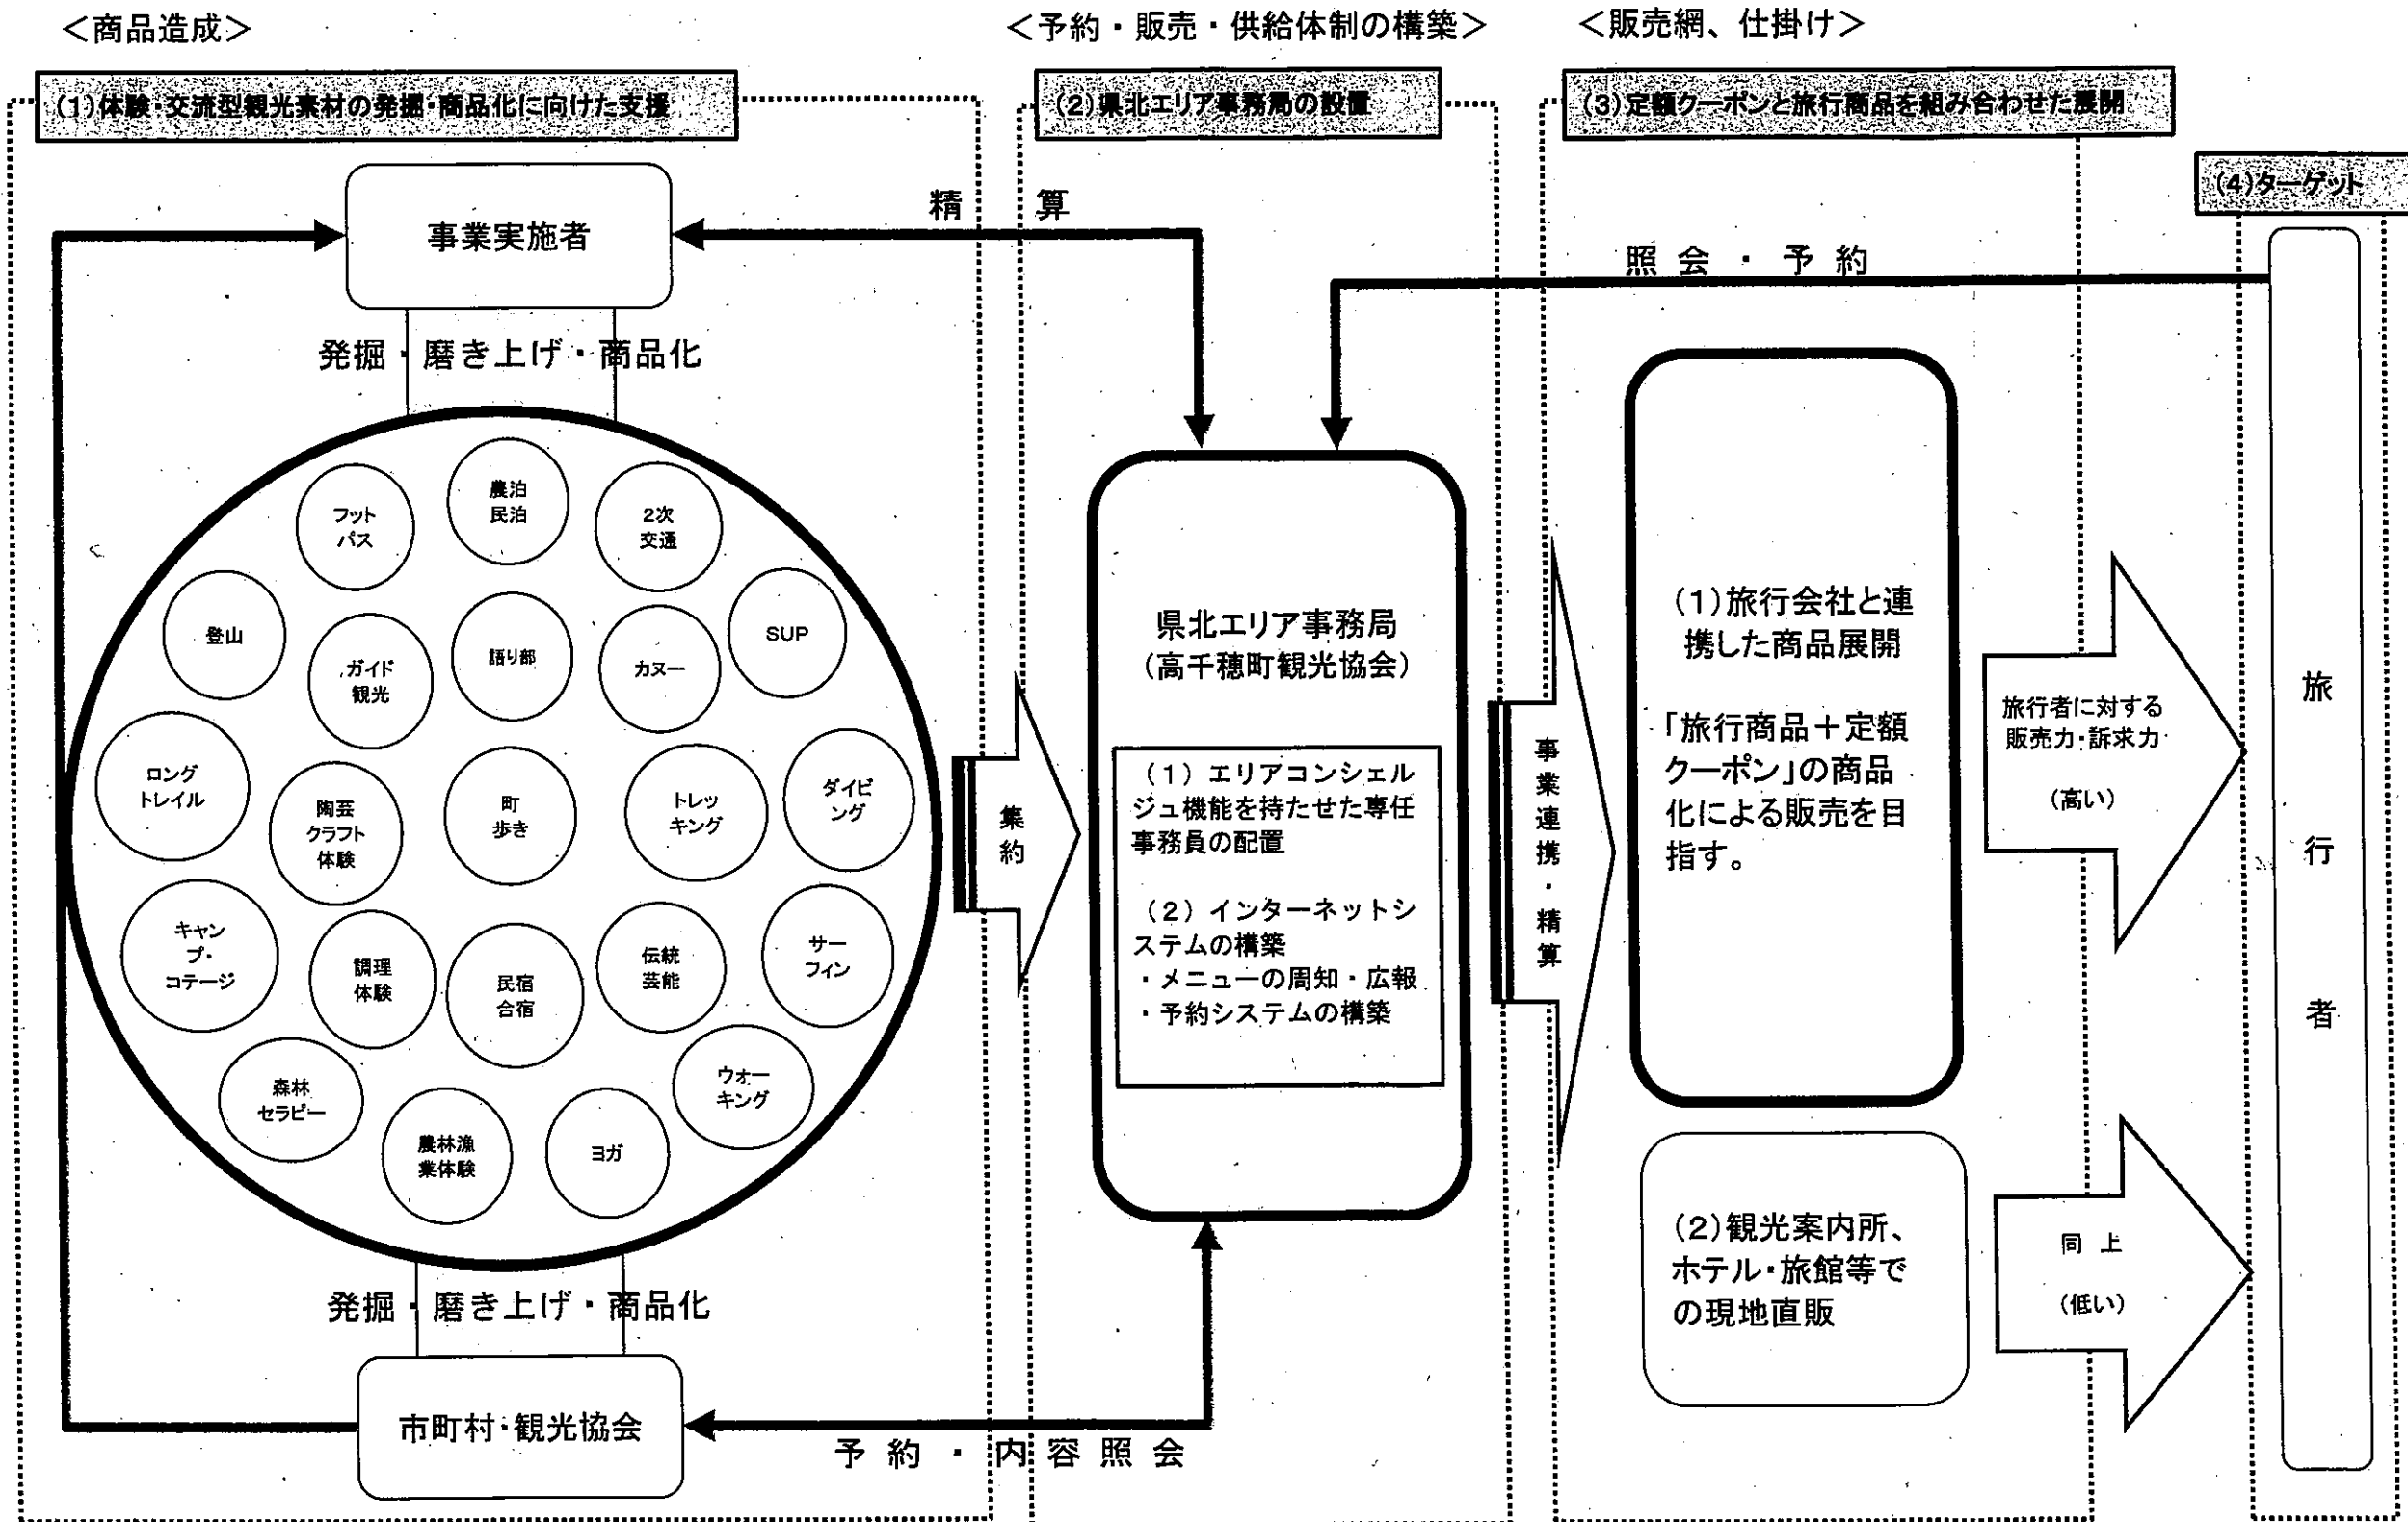 ＜商品造成＞
＜予約・販売・供給体制の構築＞
＜販売網、仕掛け＞
(1)体験・交流型観光素材の発掘・商品化に向けた支援
(2)県北エリア事務局の設置
(3)定額クーポンと旅行商品を組み合わせた展開
(4)ターゲット
事業実施者
精算
照会・予約
発掘・磨き上げ・商品化
フット
パス
農泊
民泊
2次
交通
登山
ガイド
観光
語り部
カヌー
SUP
ロング
トレイル
陶芸
クラフト
体験
町
歩き
トレッ
キング
ダイビ
ング
キャン
プ・
コテージ
調理
体験
民宿
合宿
伝統
芸能
サー
フィン
森林
セラピー
農林漁
業体験
ヨガ
ウォー
キング
発掘・磨き上げ・商品化
市町村・観光協会
予約・内容照会
集約
県北エリア事務局
（高千穂町観光協会）
（1）エリアコンシェル
ジュ機能を持たせた専任
事務員の配置
（2）インターネットシ
ステムの構築
・メニューの周知・広報
・予約システムの構築
事業連携・精算
(1)旅行会社と連
携した商品展開
「旅行商品＋定額
クーポン」の商品
化による販売を目
指す。
(2)観光案内所、
ホテル・旅館等で
の現地直販
旅行者に対する
販売力・訴求力
（高い）
同上
（低い）
旅行者